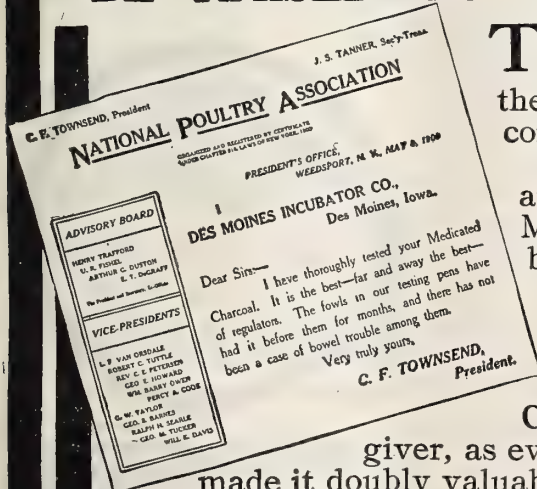 C. F. TOWNSEND, President
J. S. TANNER, Sec'y-Treas.
NATIONAL POULTRY ASSOCIATION
ORGANIZED AND REGISTERED BY CERTIFICATE
UNDER CHAPTER LAWS OF NEW YORK,
PRESIDENT'S OFFICE,
WEEDSPORT, N. Y., MAY 8, 1909
ADVISORY BOARD
HENRY TRAFFORD
U. R. FISHEL
ARTHUR C. DUSTON
E. T. DeGRAFF
The President and Secretary, Ex-Officio
VICE-PRESIDENTS
L. F. VAN ORSDALE
ROBERT C. TUTTLE
REV. C. E. PETERSEN
GEO. E. HOWARD
WM. BARRY OWEN
PERCY A. COOK
G. W. TAYLOR
GEO. S. BARNES
RALPH H. SEARLE
GEO. M. TUCKER
WILL E. DAVIS
DES MOINES INCUBATOR CO.,
Des Moines, Iowa.
Dear Sirs:—
I have thoroughly tested your Medicated
Charcoal. It is the best—far and away the best—
of regulators. The fowls in our testing pens have
had it before them for months, and there has not
been a case of bowel trouble among them.
Very truly yours,
C. F. TOWNSEND,
President.
T
the
giver, as ev
made it doubly valuab